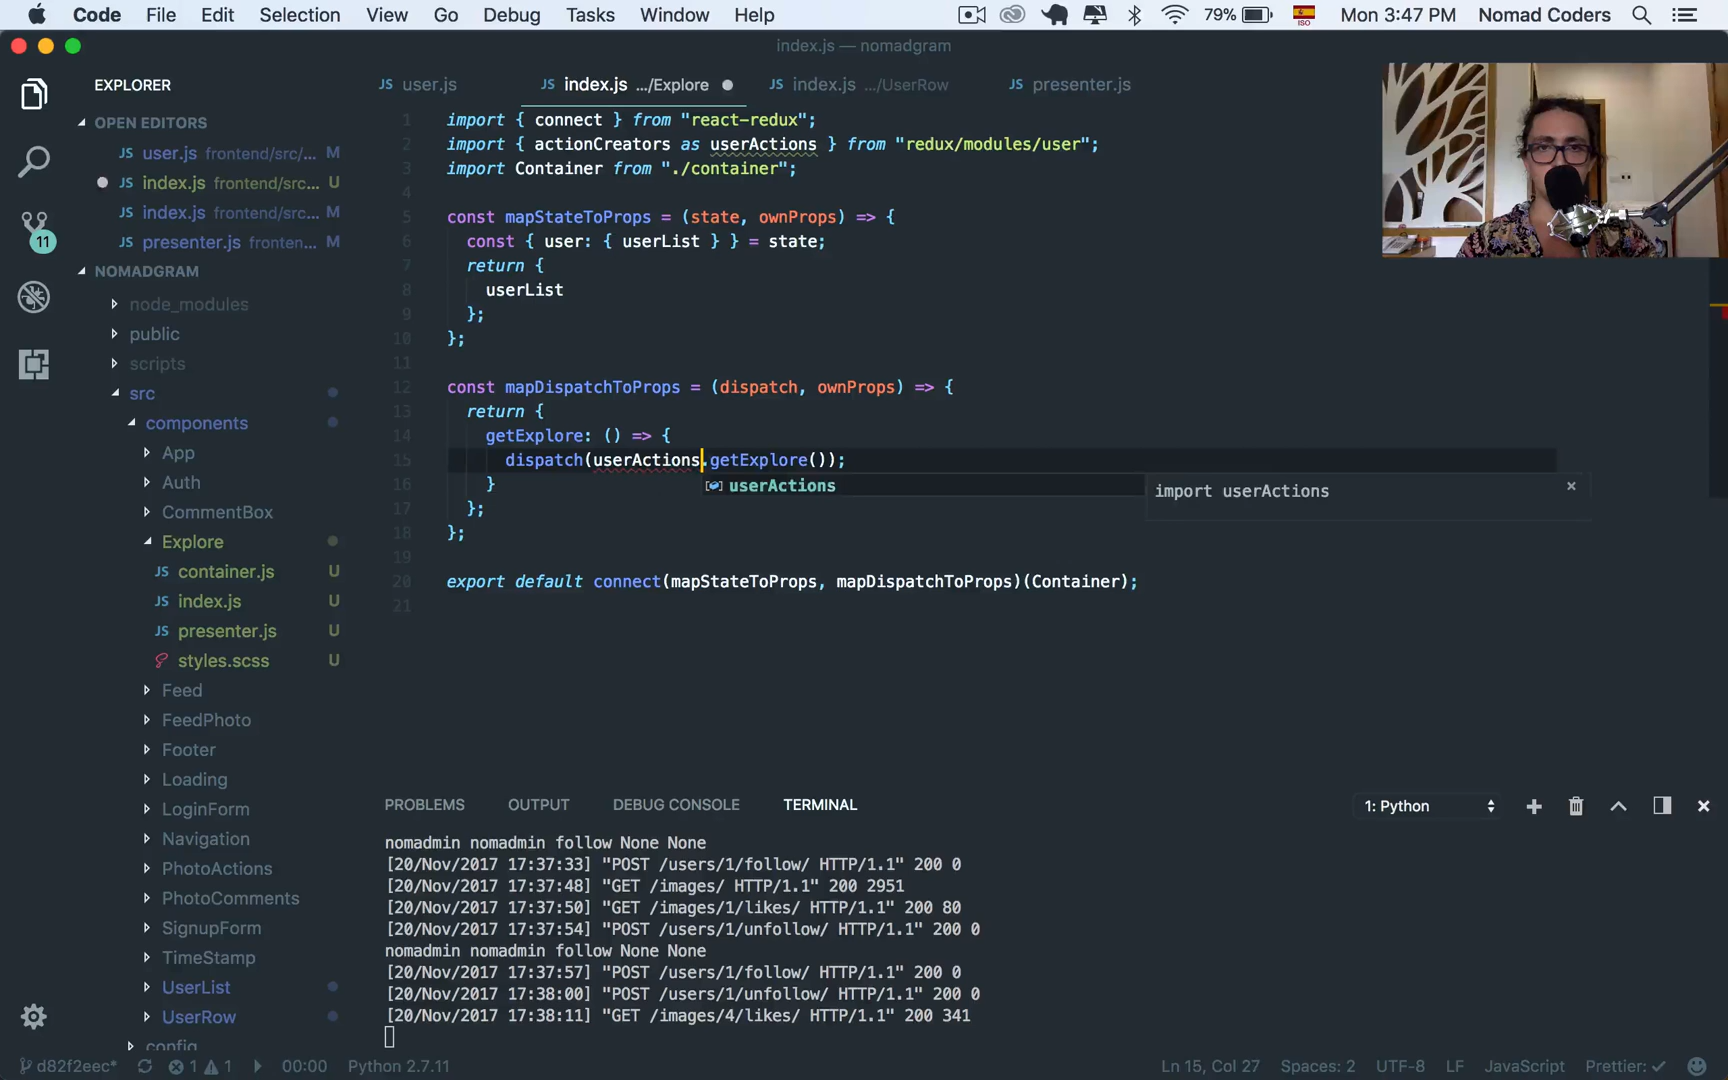 Code File Edit Selection View Go Debug Tasks Window Help 79% ISO Mon 3:47 PM Nomad Coders
index.js — nomadgram
EXPLORER
OPEN EDITORS
JS user.js frontend/src/... M
JS index.js frontend/src... U
JS index.js frontend/src... M
JS presenter.js fronten... M
NOMADGRAM
node_modules
public
scripts
src
components
App
Auth
CommentBox
Explore
JS container.js U
JS index.js U
JS presenter.js U
styles.scss U
Feed
FeedPhoto
Footer
Loading
LoginForm
Navigation
PhotoActions
PhotoComments
SignupForm
TimeStamp
UserList
UserRow
config
11
JS user.js JS index.js .../Explore JS index.js .../UserRow JS presenter.js
1 import { connect } from "react-redux";
2 import { actionCreators as userActions } from "redux/modules/user";
3 import Container from "./container";
4
5 const mapStateToProps = (state, ownProps) => {
6 const { user: { userList } } = state;
7 return {
8 userList
9 };
10 };
11
12 const mapDispatchToProps = (dispatch, ownProps) => {
13 return {
14 getExplore: () => {
15 dispatch(userActions.getExplore());
16 }
17 };
18 };
19
20 export default connect(mapStateToProps, mapDispatchToProps)(Container);
21
userActions
import userActions
PROBLEMS OUTPUT DEBUG CONSOLE TERMINAL 1: Python
nomadmin nomadmin follow None None
[20/Nov/2017 17:37:33] "POST /users/1/follow/ HTTP/1.1" 200 0
[20/Nov/2017 17:37:48] "GET /images/ HTTP/1.1" 200 2951
[20/Nov/2017 17:37:50] "GET /images/1/likes/ HTTP/1.1" 200 80
[20/Nov/2017 17:37:54] "POST /users/1/unfollow/ HTTP/1.1" 200 0
nomadmin nomadmin follow None None
[20/Nov/2017 17:37:57] "POST /users/1/follow/ HTTP/1.1" 200 0
[20/Nov/2017 17:38:00] "POST /users/1/unfollow/ HTTP/1.1" 200 0
[20/Nov/2017 17:38:11] "GET /images/4/likes/ HTTP/1.1" 200 341
d82f2eec* 1 1 00:00 Python 2.7.11 Ln 15, Col 27 Spaces: 2 UTF-8 LF JavaScript Prettier: ✓